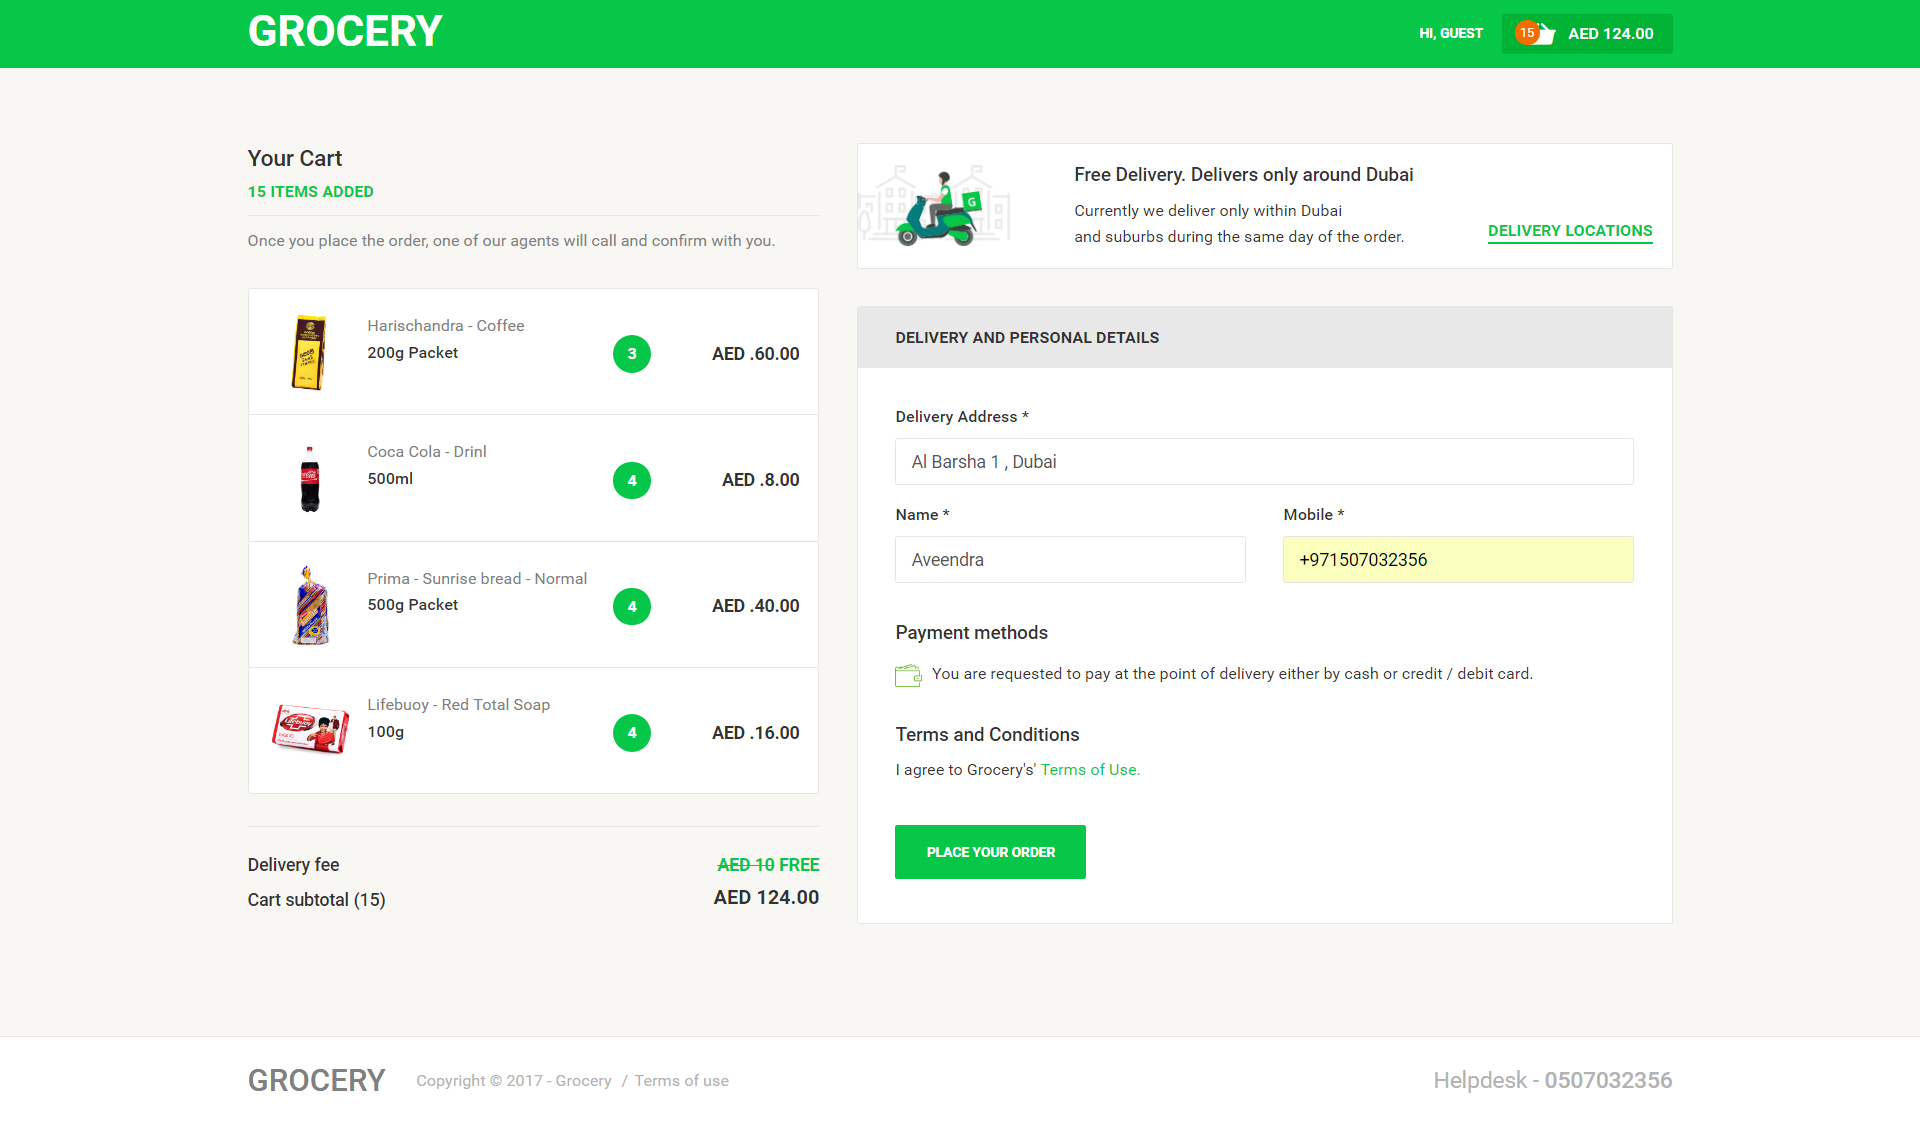 GROCERY
HI, GUEST
15
AED 124.00
Your Cart
15 ITEMS ADDED
Once you place the order, one of our agents will call and confirm with you.
Harischandra - Coffee
200g Packet
3
AED .60.00
Coca Cola - Drinl
500ml
4
AED .8.00
Prima - Sunrise bread - Normal
500g Packet
4
AED .40.00
Lifebuoy
Lifebuoy - Red Total Soap
100g
4
AED .16.00
Delivery fee
AED 10 FREE
Cart subtotal (15)
AED 124.00
G
Free Delivery. Delivers only around Dubai
Currently we deliver only within Dubai
and suburbs during the same day of the order.
DELIVERY LOCATIONS
DELIVERY AND PERSONAL DETAILS
Delivery Address *
Al Barsha 1 , Dubai
Name *
Mobile *
Aveendra
+971507032356
Payment methods
You are requested to pay at the point of delivery either by cash or credit / debit card.
Terms and Conditions
I agree to Grocery's' Terms of Use.
PLACE YOUR ORDER
GROCERY
Copyright © 2017 - Grocery / Terms of use
Helpdesk - 0507032356